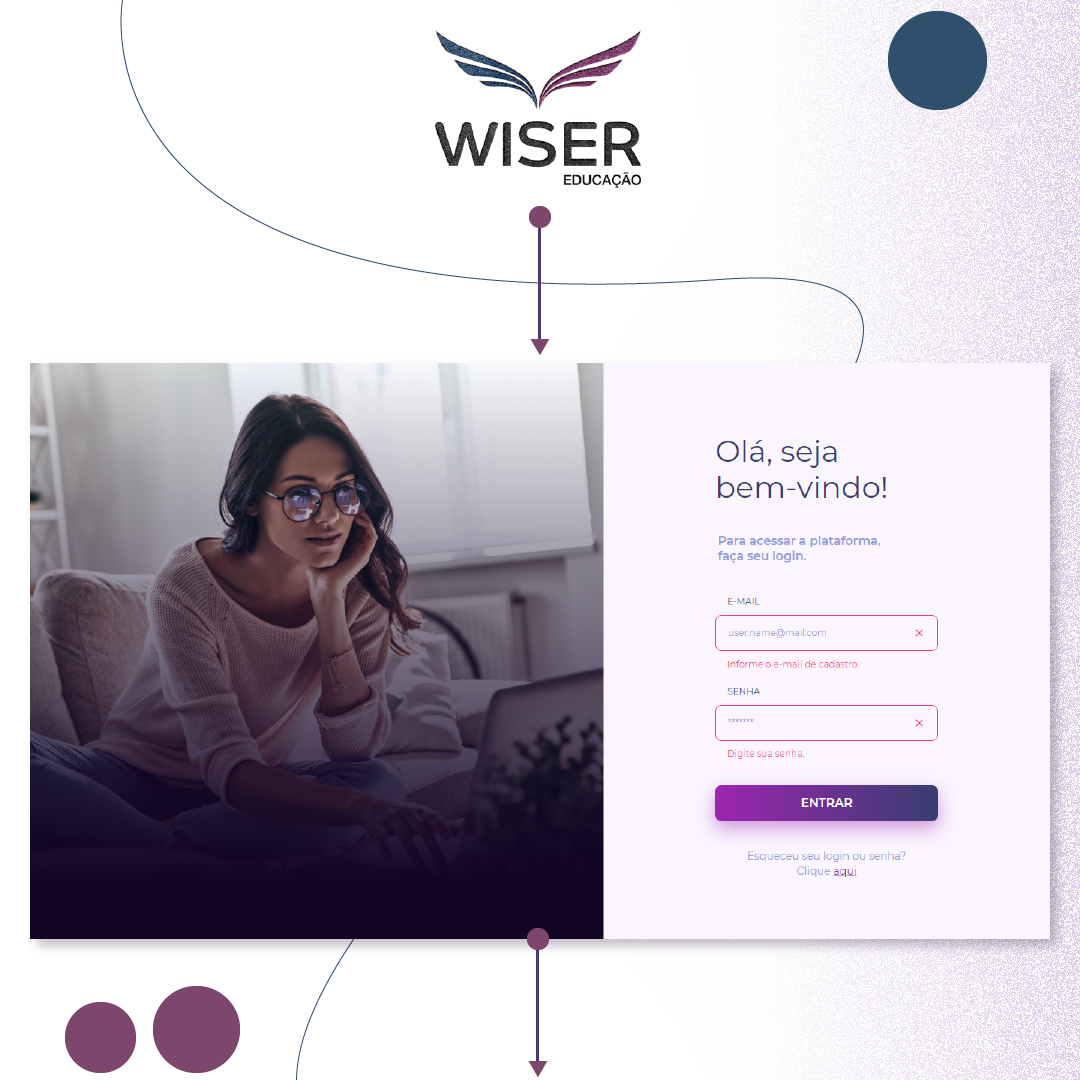 WISER
EDUCAÇÃO
Olá, seja
bem-vindo!
Para acessar a plataforma,
faça seu login.
E-MAIL
user.name@mail.com
Informe o e-mail de cadastro.
SENHA
*******
Digite sua senha.
ENTRAR
Esqueceu seu login ou senha?
Clique aqui